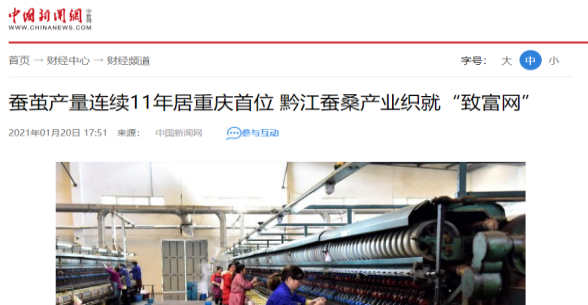 中国新闻网
WWW.CHINANEWS.COM
首页 → 财经中心 → 财经频道
字号： 大 中 小
蚕茧产量连续11年居重庆首位 黔江蚕桑产业织就“致富网”
2021年01月20日 17:51 来源： 中国新闻网 参与互动